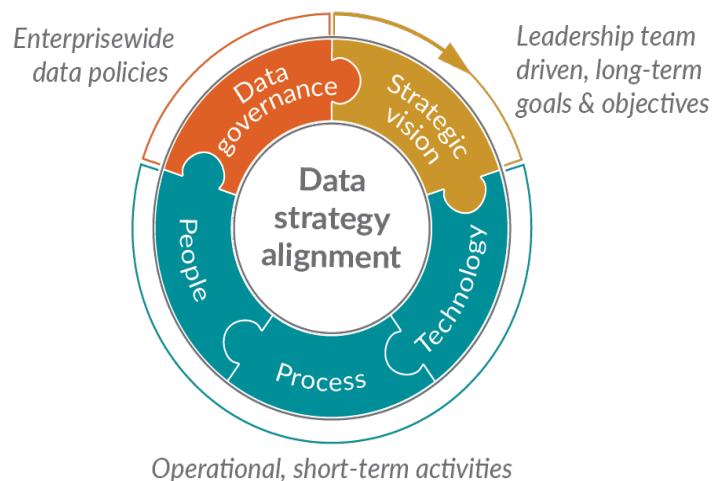 Enterprisewide
data policies
Leadership team
driven, long-term
goals & objectives
Data
governance
Strategic
vision
Data
strategy
alignment
People
Technology
Process
Operational, short-term activities